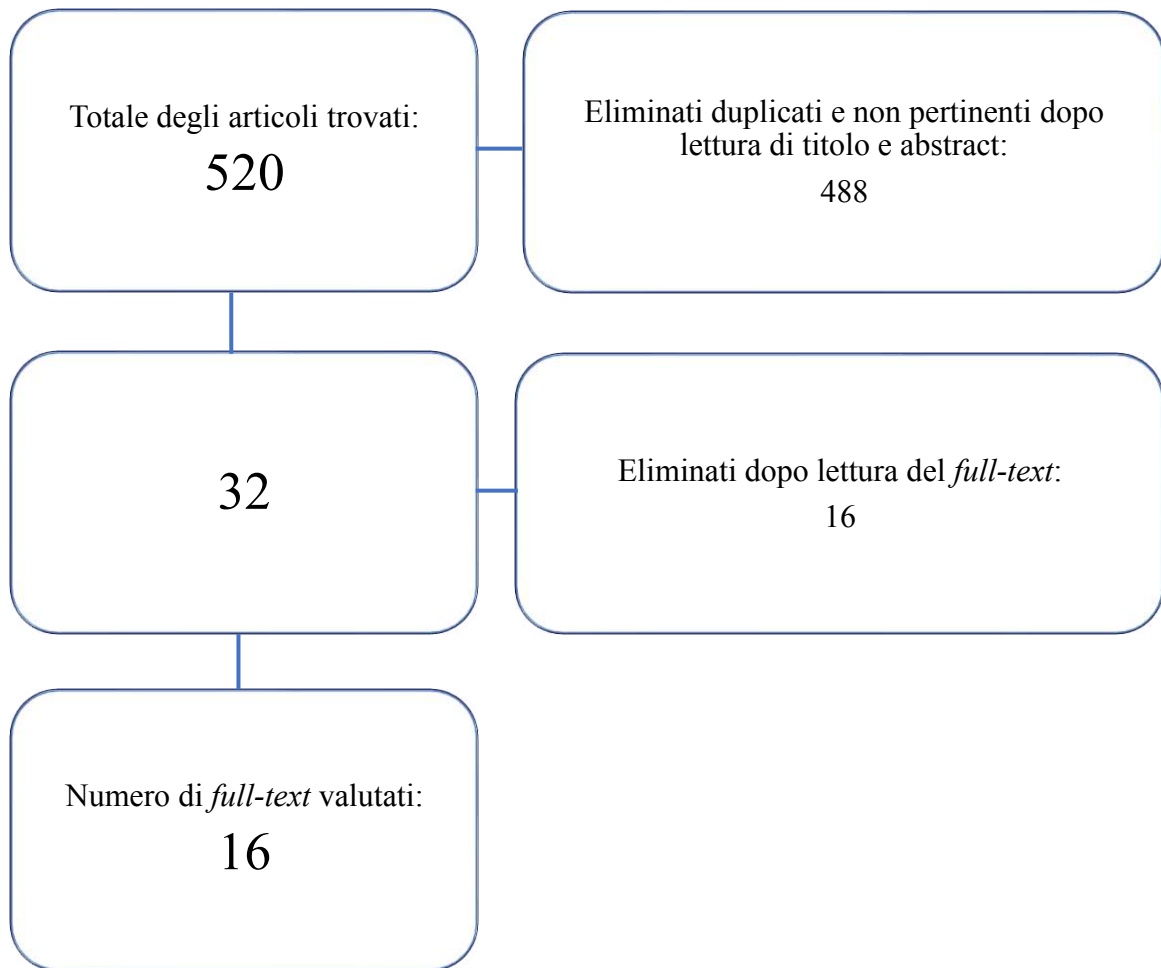 Totale degli articoli trovati:
520
Eliminati duplicati e non pertinenti dopo
lettura di titolo e abstract:
488
32
Eliminati dopo lettura del full-text:
16
Numero di full-text valutati:
16